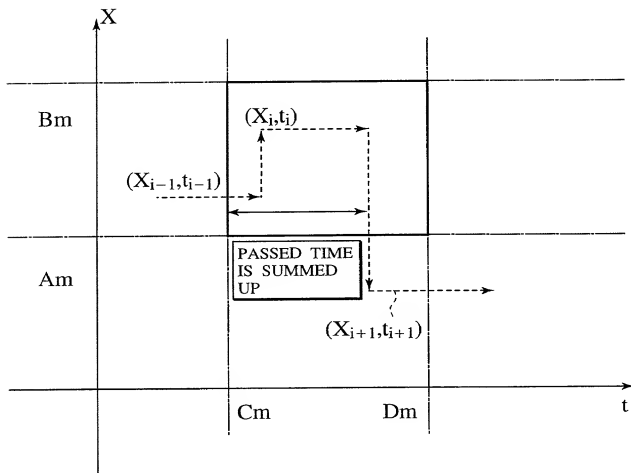 X
Bm
(Xi,ti)
(Xi−1,ti−1)
PASSED TIME
IS SUMMED
UP
Am
(Xi+1,ti+1)
Cm
Dm
t